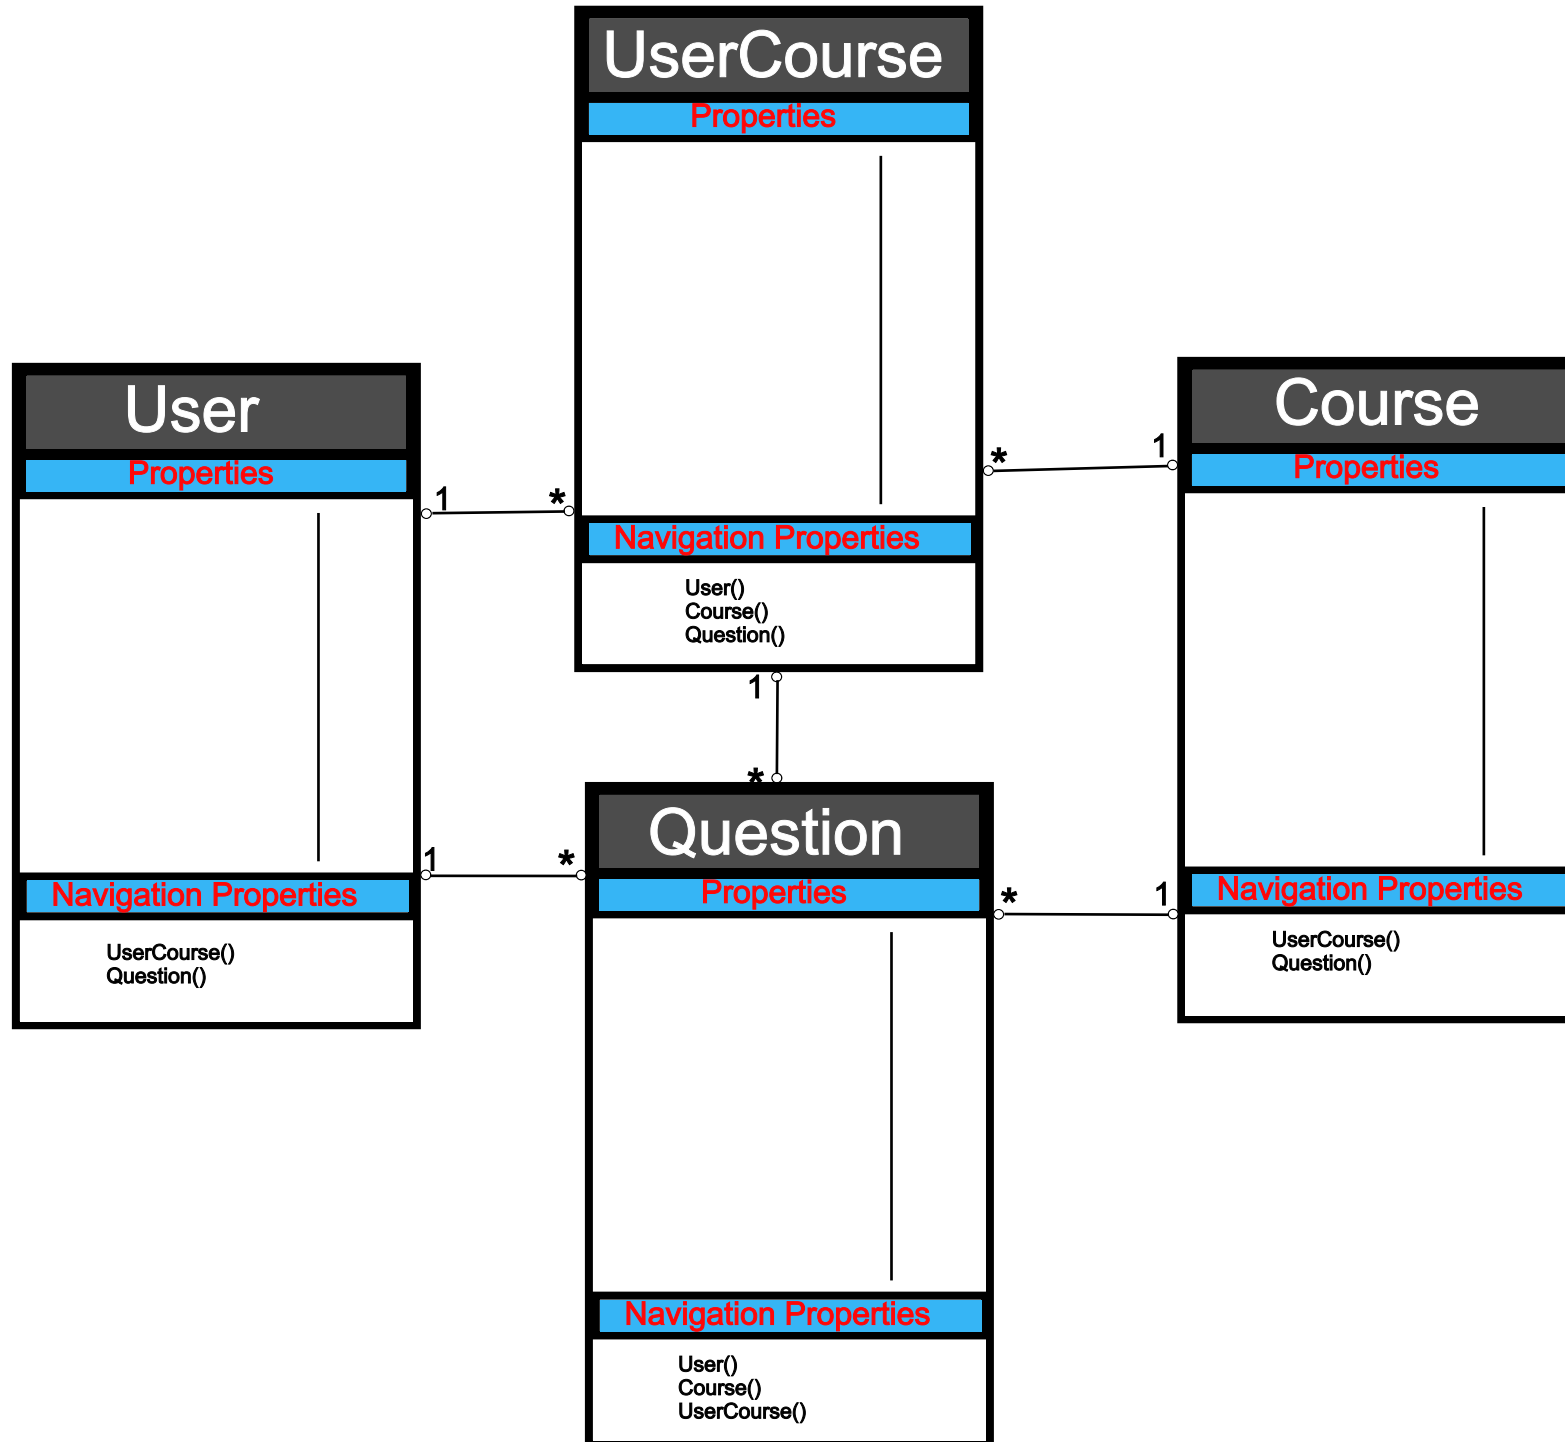 UserCourse
Properties
Navigation Properties
User()
Course()
Question()
User
Properties
Navigation Properties
UserCourse()
Question()
Course
Properties
Navigation Properties
UserCourse()
Question()
Question
Properties
Navigation Properties
User()
Course()
UserCourse()
1 *
* 1
1
*
1 *
* 1